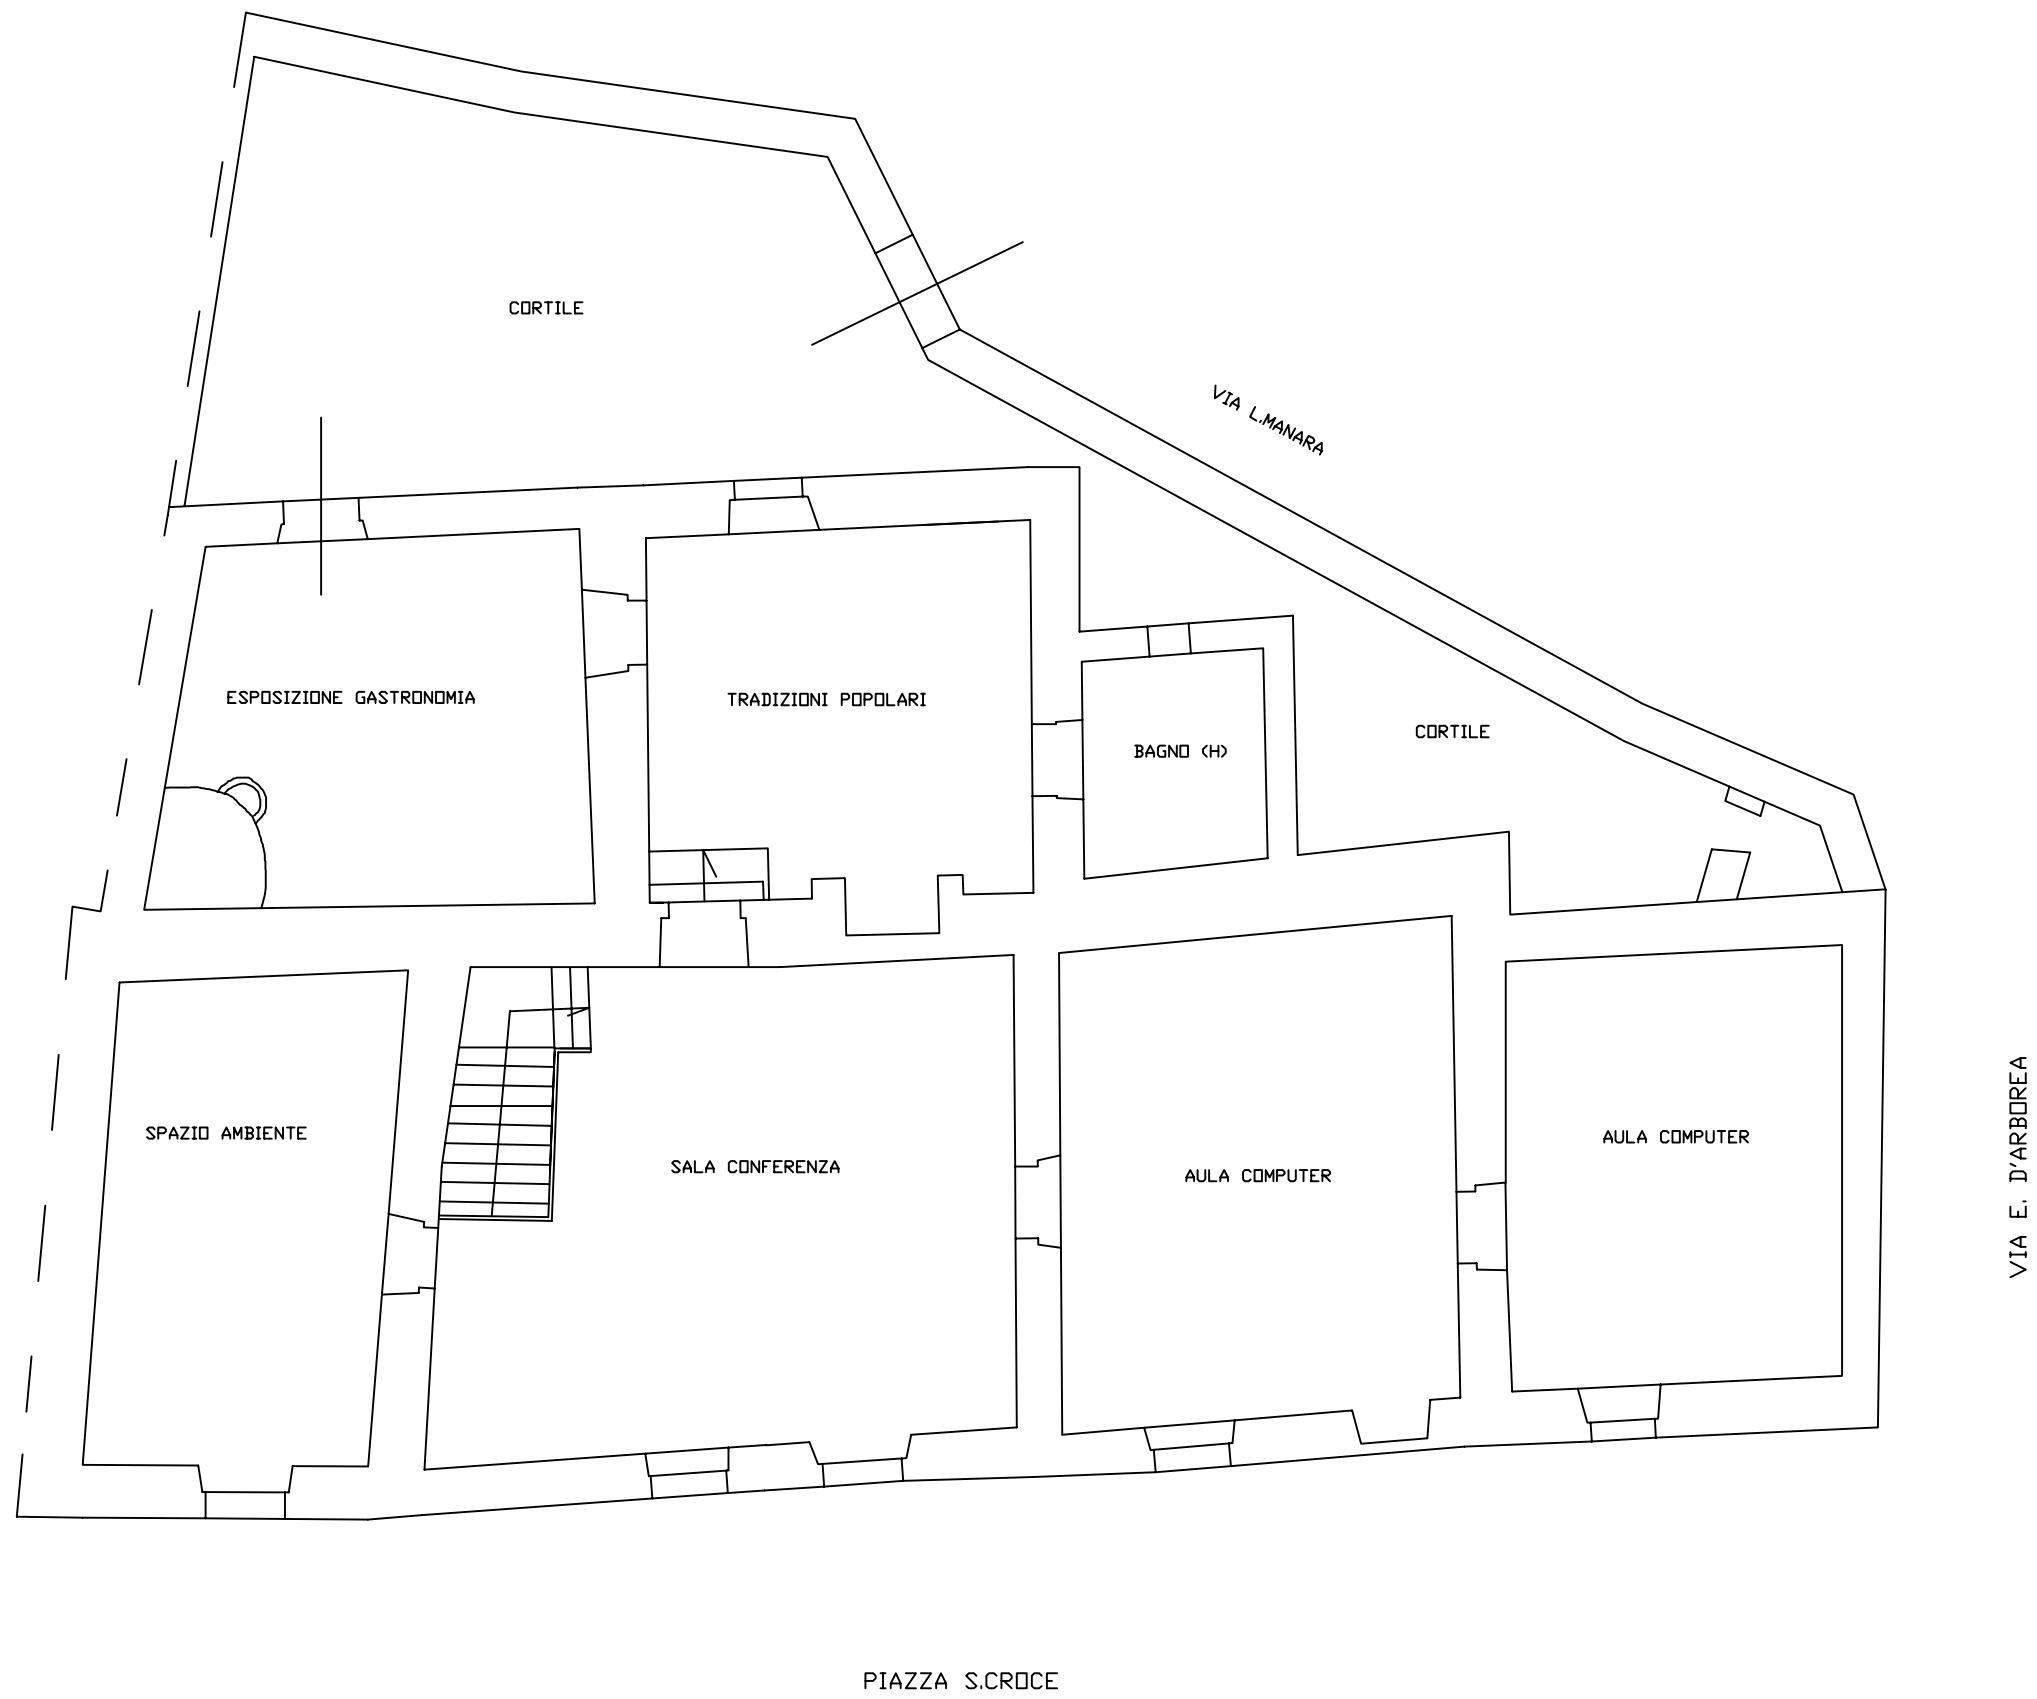 CORTILE
VIA L.MANARA
ESPOSIZIONE GASTRONOMIA
TRADIZIONI POPOLARI
BAGNO (H)
CORTILE
SPAZIO AMBIENTE
SALA CONFERENZA
AULA COMPUTER
AULA COMPUTER
VIA E. D'ARBOREA
PIAZZA S.CROCE